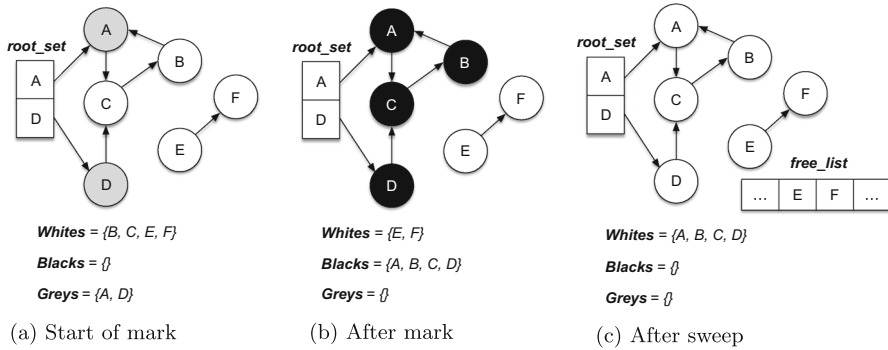 root_set
A
D
A
B
C
D
E
F
Whites = {B, C, E, F}
Blacks = {}
Greys = {A, D}
(a) Start of mark
root_set
A
D
A
B
C
D
E
F
Whites = {E, F}
Blacks = {A, B, C, D}
Greys = {}
(b) After mark
root_set
A
D
A
B
C
D
E
F
free_list
... E F ...
Whites = {A, B, C, D}
Blacks = {}
Greys = {}
(c) After sweep